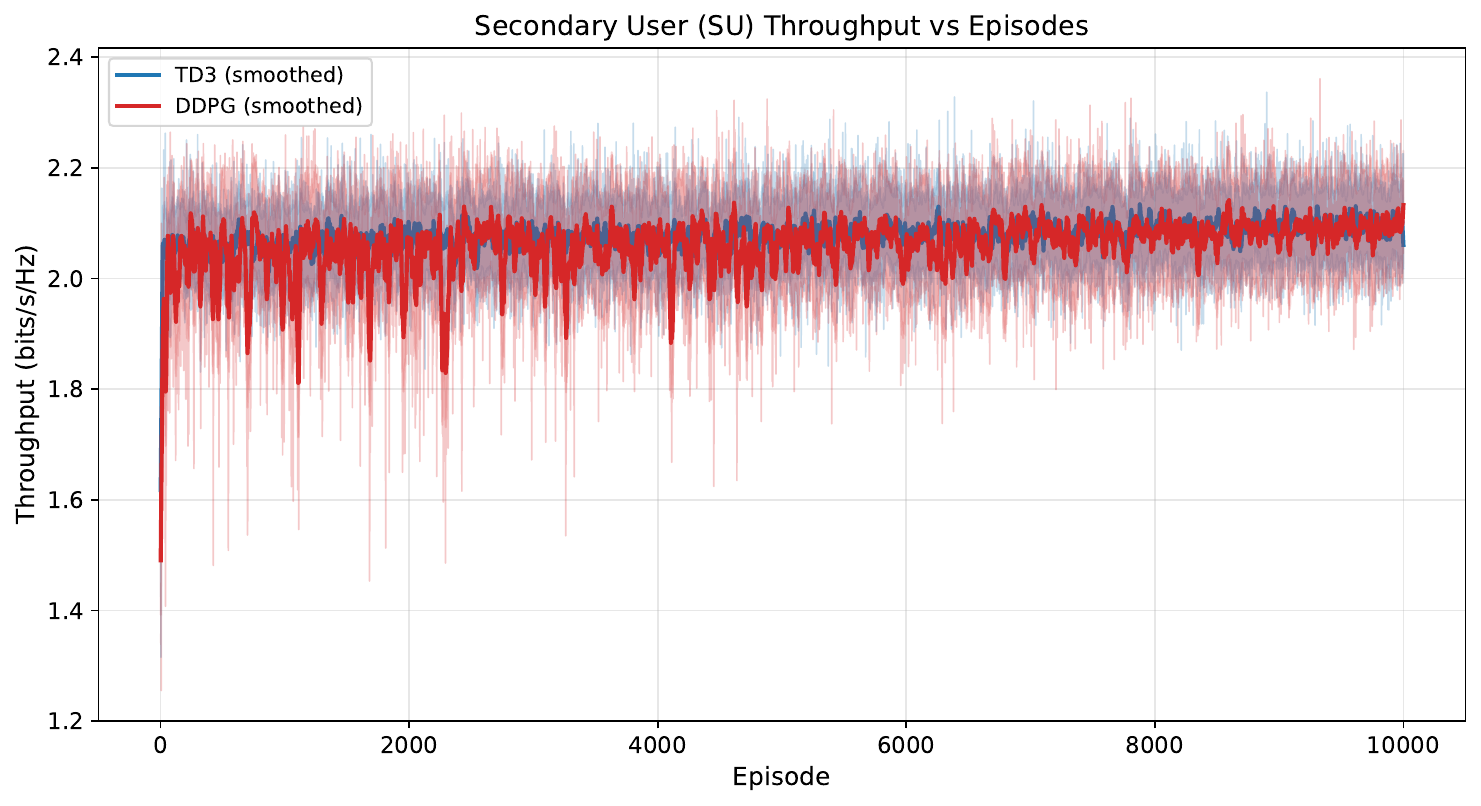 Secondary User (SU) Throughput vs Episodes
TD3 (smoothed)
DDPG (smoothed)
Throughput (bits/s/Hz)
2.4
2.2
2.0
1.8
1.6
1.4
1.2
0 2000 4000 6000 8000 10000
Episode